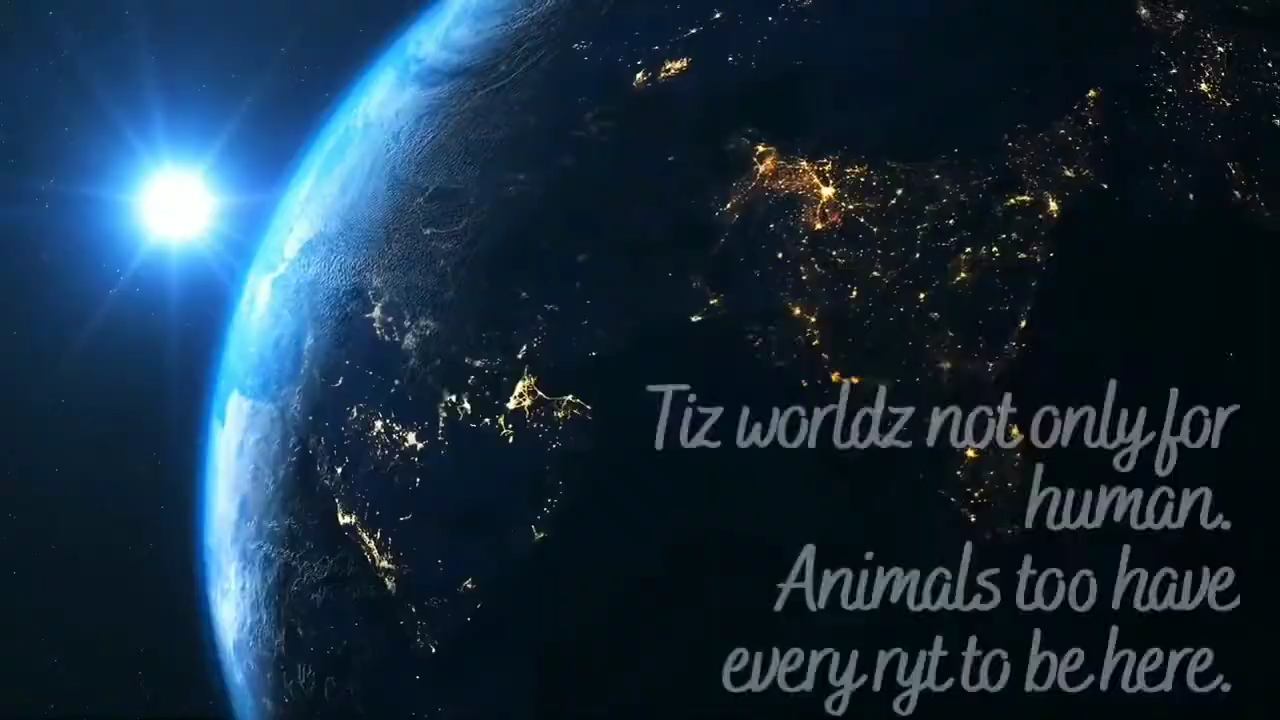 Tiz worldz not only for
human.
Animals too have
every ryt to be here.